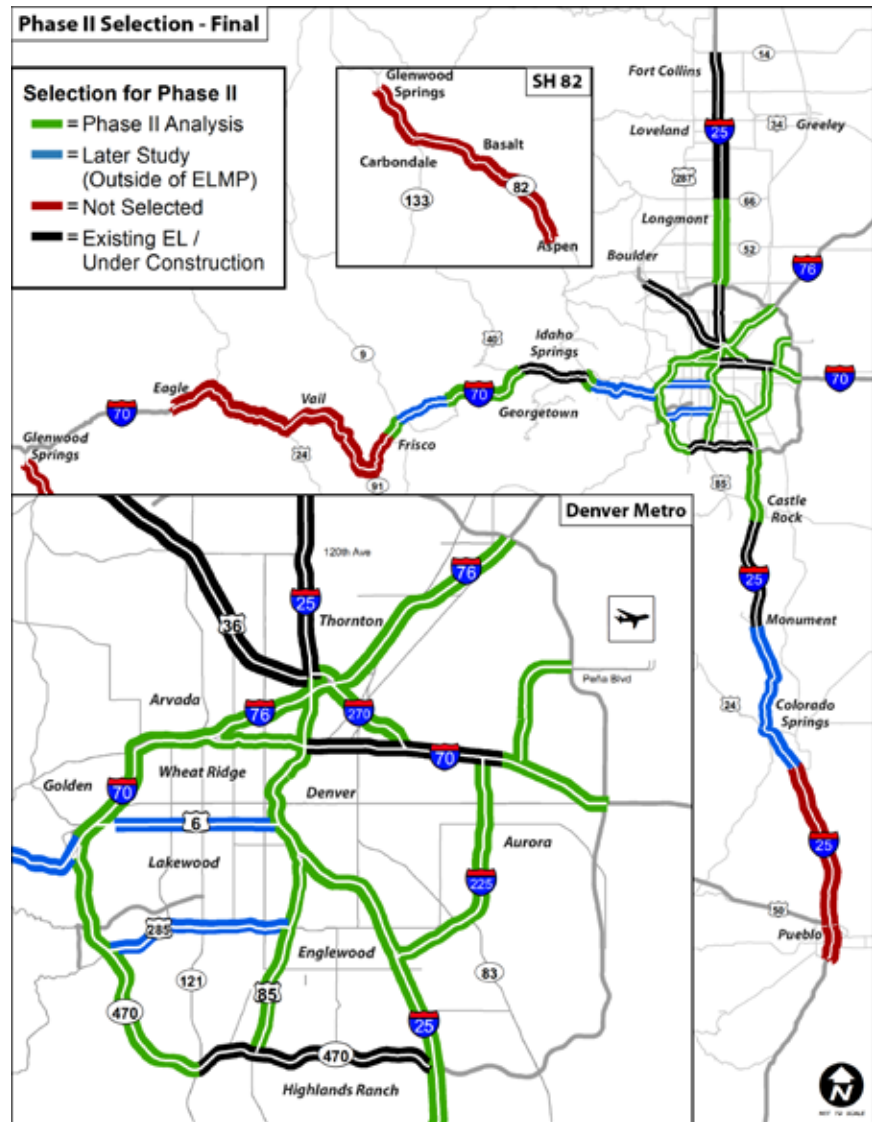 Phase II Selection - Final
Selection for Phase II
= Phase II Analysis
= Later Study
(Outside of ELMP)
= Not Selected
= Existing EL /
Under Construction
SH 82
Glenwood
Springs
Carbondale
Basalt
133
82
Aspen
Fort Collins
14
Loveland
25
34
Greeley
287
Longmont
66
52
Boulder
76
9
40
Idaho
Springs
Eagle
Vail
70
70
Georgetown
70
Glenwood
Springs
24
Frisco
91
85
Castle
Rock
25
Monument
24
Colorado
Springs
25
50
Pueblo
Denver Metro
120th Ave
76
25
36
Thornton
Peña Blvd
Arvada
76
270
70
Wheat Ridge
Golden
70
Denver
6
Aurora
Lakewood
225
285
Englewood
121
85
83
470
25
470
Highlands Ranch
N
NOT TO SCALE